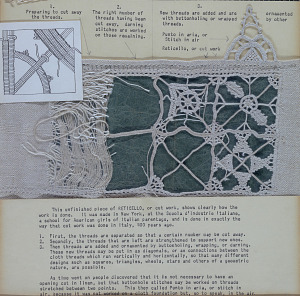 1.
Preparing to cut away
the threads.
2.
The right number of
threads having been
cut away, darning
stitches are worked
on those remaining.
3.
New threads are added and are
with buttonholing or wrapped
threads.
ornamented
by other
Punto in aria, or
Stitch in air
Reticello, or cut work
This unfinished piece of RETICELLO, or cut work, shows clearly how the
work is done. It was made in New York, at the Scuola d'Industrie Italiane,
a school for American girls of Italian parentage, and is done in exactly the
way that cut work was done in Italy, 400 years ago.
1. First, the threads are separated so that a certain number may be cut away.
2. Secondly, the threads that are left are strengthened to support new ones.
3. These new threads are added and ornamented by buttonholing, wrapping, or darning.
These new threads may be put in as diagonals, or as connections between the
cloth threads which run vertically and horizontally, so that many different
designs such as squares, triangles, wheels, stars and others of a geometric
nature, are possible.
As time went on people discovered that it is not necessary to have an
opening cut in linen, but that buttonhole stitches may be worked on threads
stretched between two points. This they called Punto in aria, or stitch in
air, because it was not worked on a cloth foundation but, so to speak, in the air